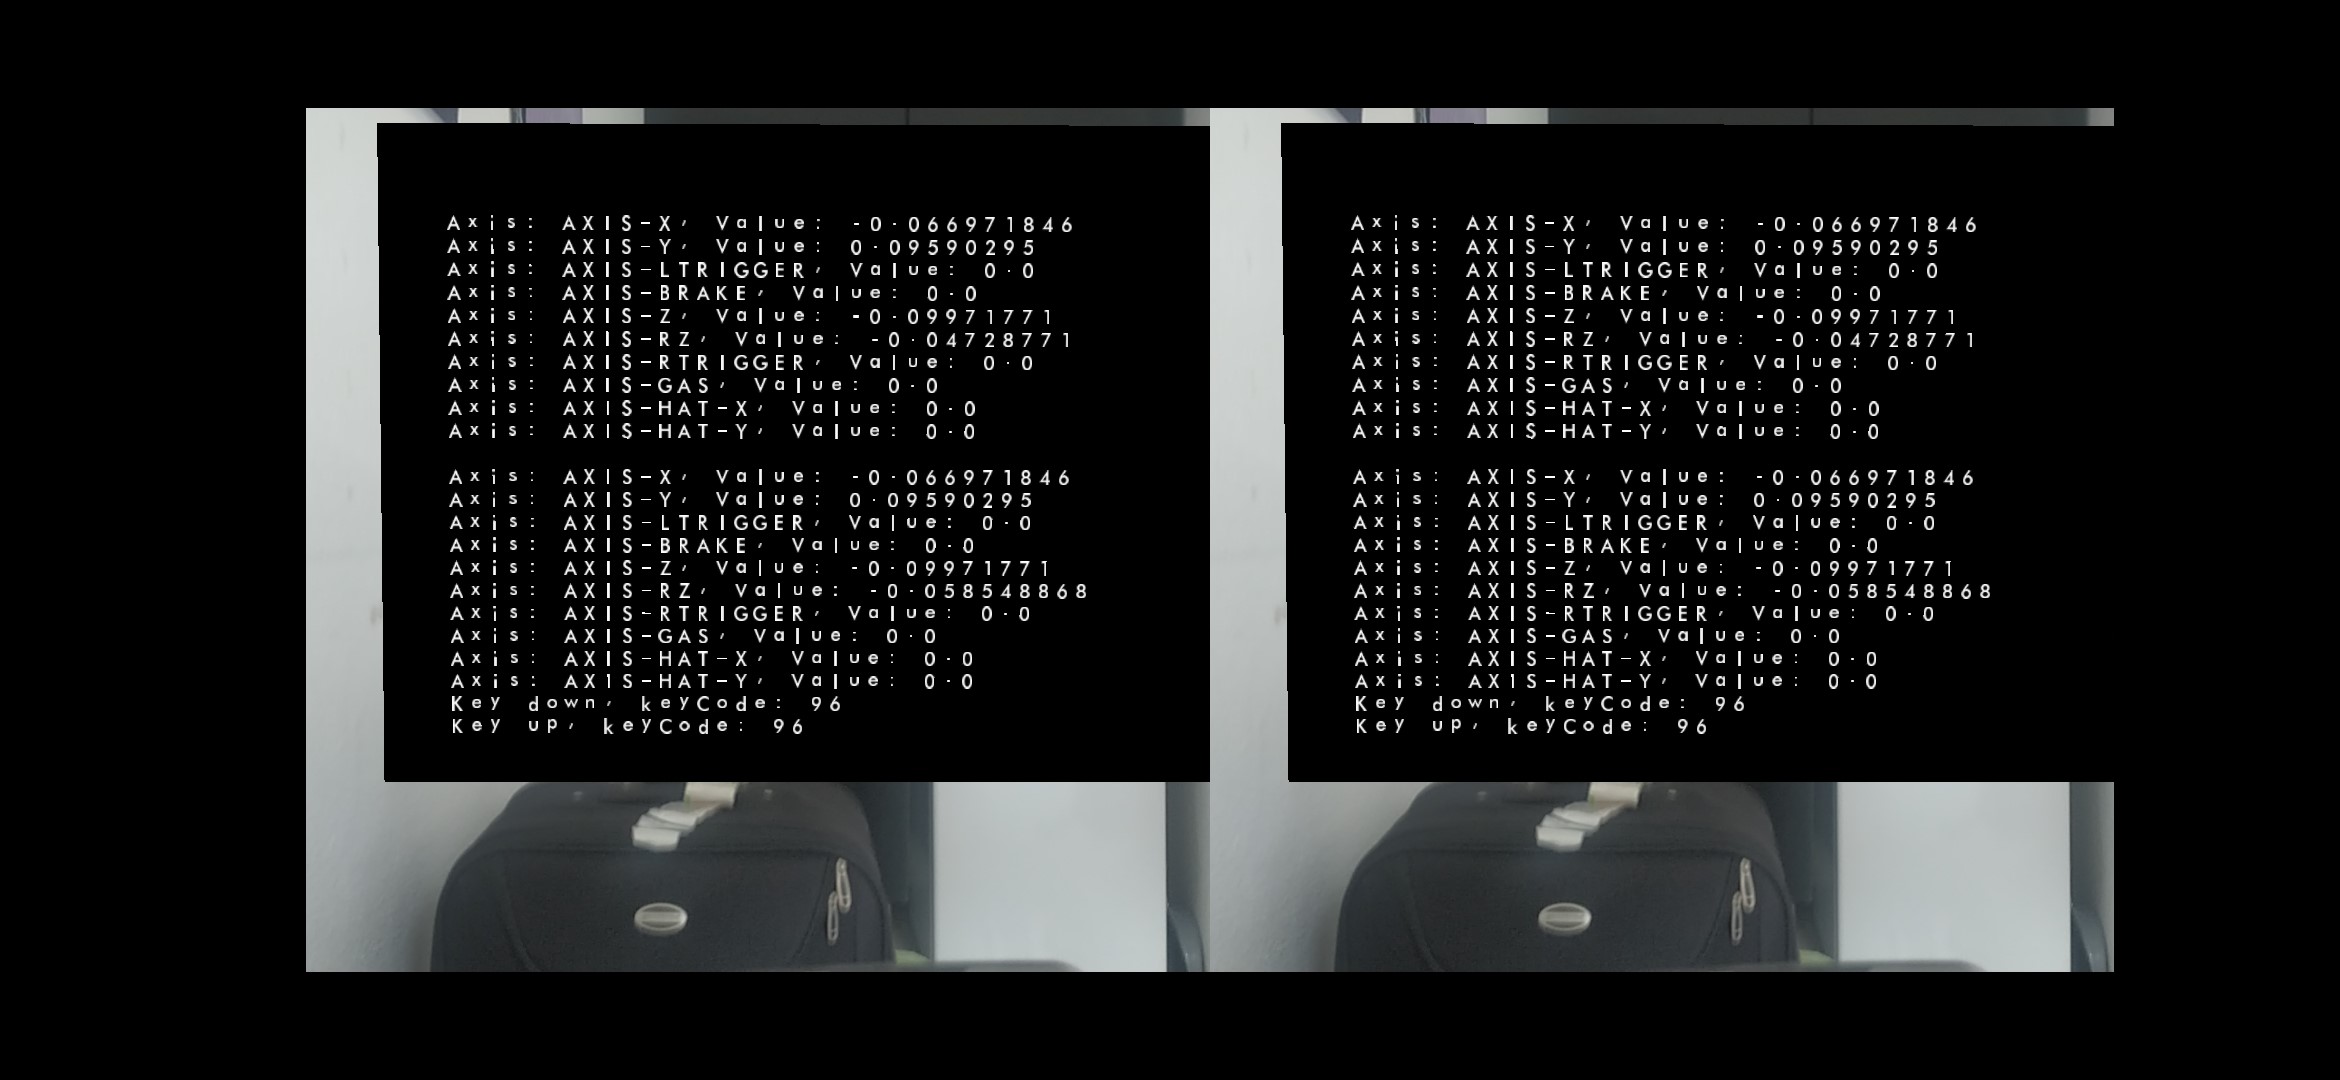 Axis: AXIS-X, Value: -0.066971846
Axis: AXIS-Y, Value: 0.09590295
Axis: AXIS-LTRIGGER, Value: 0.0
Axis: AXIS-BRAKE, Value: 0.0
Axis: AXIS-Z, Value: -0.09971771
Axis: AXIS-RZ, Value: -0.04728771
Axis: AXIS-RTRIGGER, Value: 0.0
Axis: AXIS-GAS, Value: 0.0
Axis: AXIS-HAT-X, Value: 0.0
Axis: AXIS-HAT-Y, Value: 0.0
Axis: AXIS-X, Value: -0.066971846
Axis: AXIS-Y, Value: 0.09590295
Axis: AXIS-LTRIGGER, Value: 0.0
Axis: AXIS-BRAKE, Value: 0.0
Axis: AXIS-Z, Value: -0.09971771
Axis: AXIS-RZ, Value: -0.058548868
Axis: AXIS-RTRIGGER, Value: 0.0
Axis: AXIS-GAS, Value: 0.0
Axis: AXIS-HAT-X, Value: 0.0
Axis: AXIS-HAT-Y, Value: 0.0
Key down, keyCode: 96
Key up, keyCode: 96
Axis: AXIS-X, Value: -0.066971846
Axis: AXIS-Y, Value: 0.09590295
Axis: AXIS-LTRIGGER, Value: 0.0
Axis: AXIS-BRAKE, Value: 0.0
Axis: AXIS-Z, Value: -0.09971771
Axis: AXIS-RZ, Value: -0.04728771
Axis: AXIS-RTRIGGER, Value: 0.0
Axis: AXIS-GAS, Value: 0.0
Axis: AXIS-HAT-X, Value: 0.0
Axis: AXIS-HAT-Y, Value: 0.0
Axis: AXIS-X, Value: -0.066971846
Axis: AXIS-Y, Value: 0.09590295
Axis: AXIS-LTRIGGER, Value: 0.0
Axis: AXIS-BRAKE, Value: 0.0
Axis: AXIS-Z, Value: -0.09971771
Axis: AXIS-RZ, Value: -0.058548868
Axis: AXIS-RTRIGGER, Value: 0.0
Axis: AXIS-GAS, Value: 0.0
Axis: AXIS-HAT-X, Value: 0.0
Axis: AXIS-HAT-Y, Value: 0.0
Key down, keyCode: 96
Key up, keyCode: 96